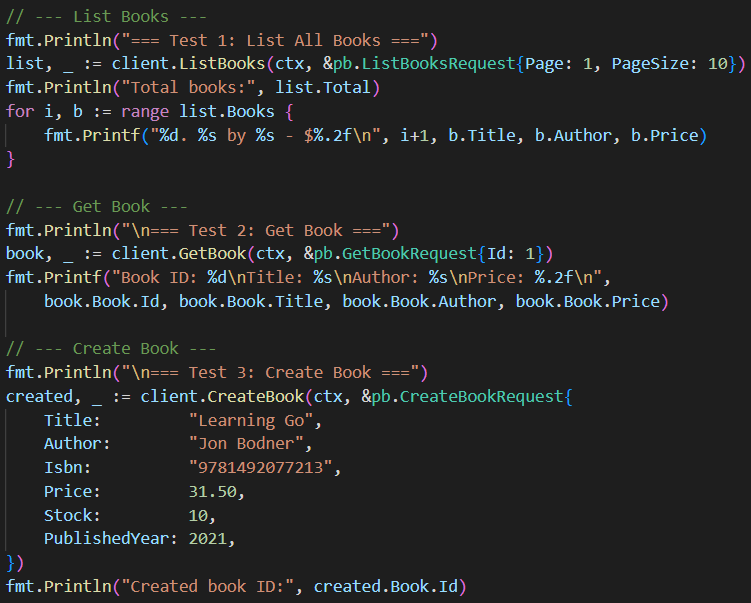 // --- List Books ---
fmt.Println("=== Test 1: List All Books ===")
list, _ := client.ListBooks(ctx, &pb.ListBooksRequest{Page: 1, PageSize: 10})
fmt.Println("Total books:", list.Total)
for i, b := range list.Books {
    fmt.Printf("%d. %s by %s - $%.2f\n", i+1, b.Title, b.Author, b.Price)
}

// --- Get Book ---
fmt.Println("\n=== Test 2: Get Book ===")
book, _ := client.GetBook(ctx, &pb.GetBookRequest{Id: 1})
fmt.Printf("Book ID: %d\nTitle: %s\nAuthor: %s\nPrice: %.2f\n",
    book.Book.Id, book.Book.Title, book.Book.Author, book.Book.Price)

// --- Create Book ---
fmt.Println("\n=== Test 3: Create Book ===")
created, _ := client.CreateBook(ctx, &pb.CreateBookRequest{
    Title:         "Learning Go",
    Author:        "Jon Bodner",
    Isbn:          "9781492077213",
    Price:         31.50,
    Stock:         10,
    PublishedYear: 2021,
})
fmt.Println("Created book ID:", created.Book.Id)